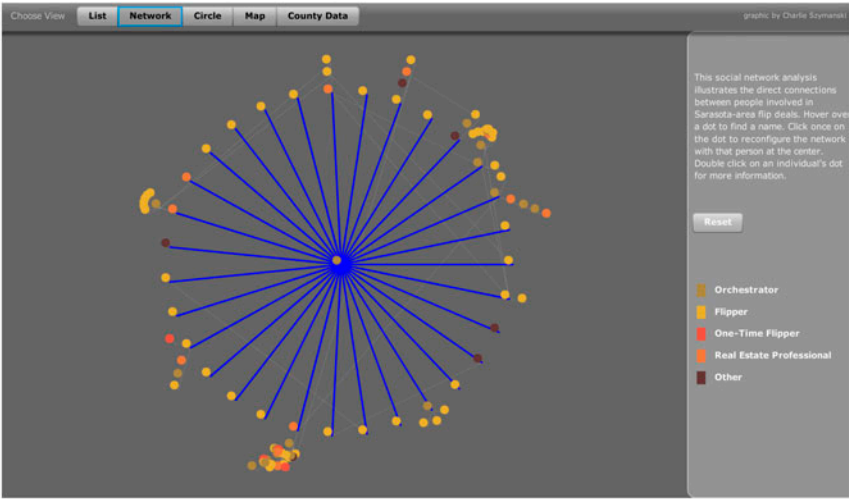 Choose View List Network Circle Map County Data
graphic by Charlie Szymanski
This social network analysis
illustrates the direct connections
between people involved in
Sarasota-area flip deals. Hover over
a dot to find a name. Click once on
the dot to reconfigure the network
with that person at the center.
Double click on an individual's dot
for more information.
Reset
Orchestrator
Flipper
One-Time Flipper
Real Estate Professional
Other